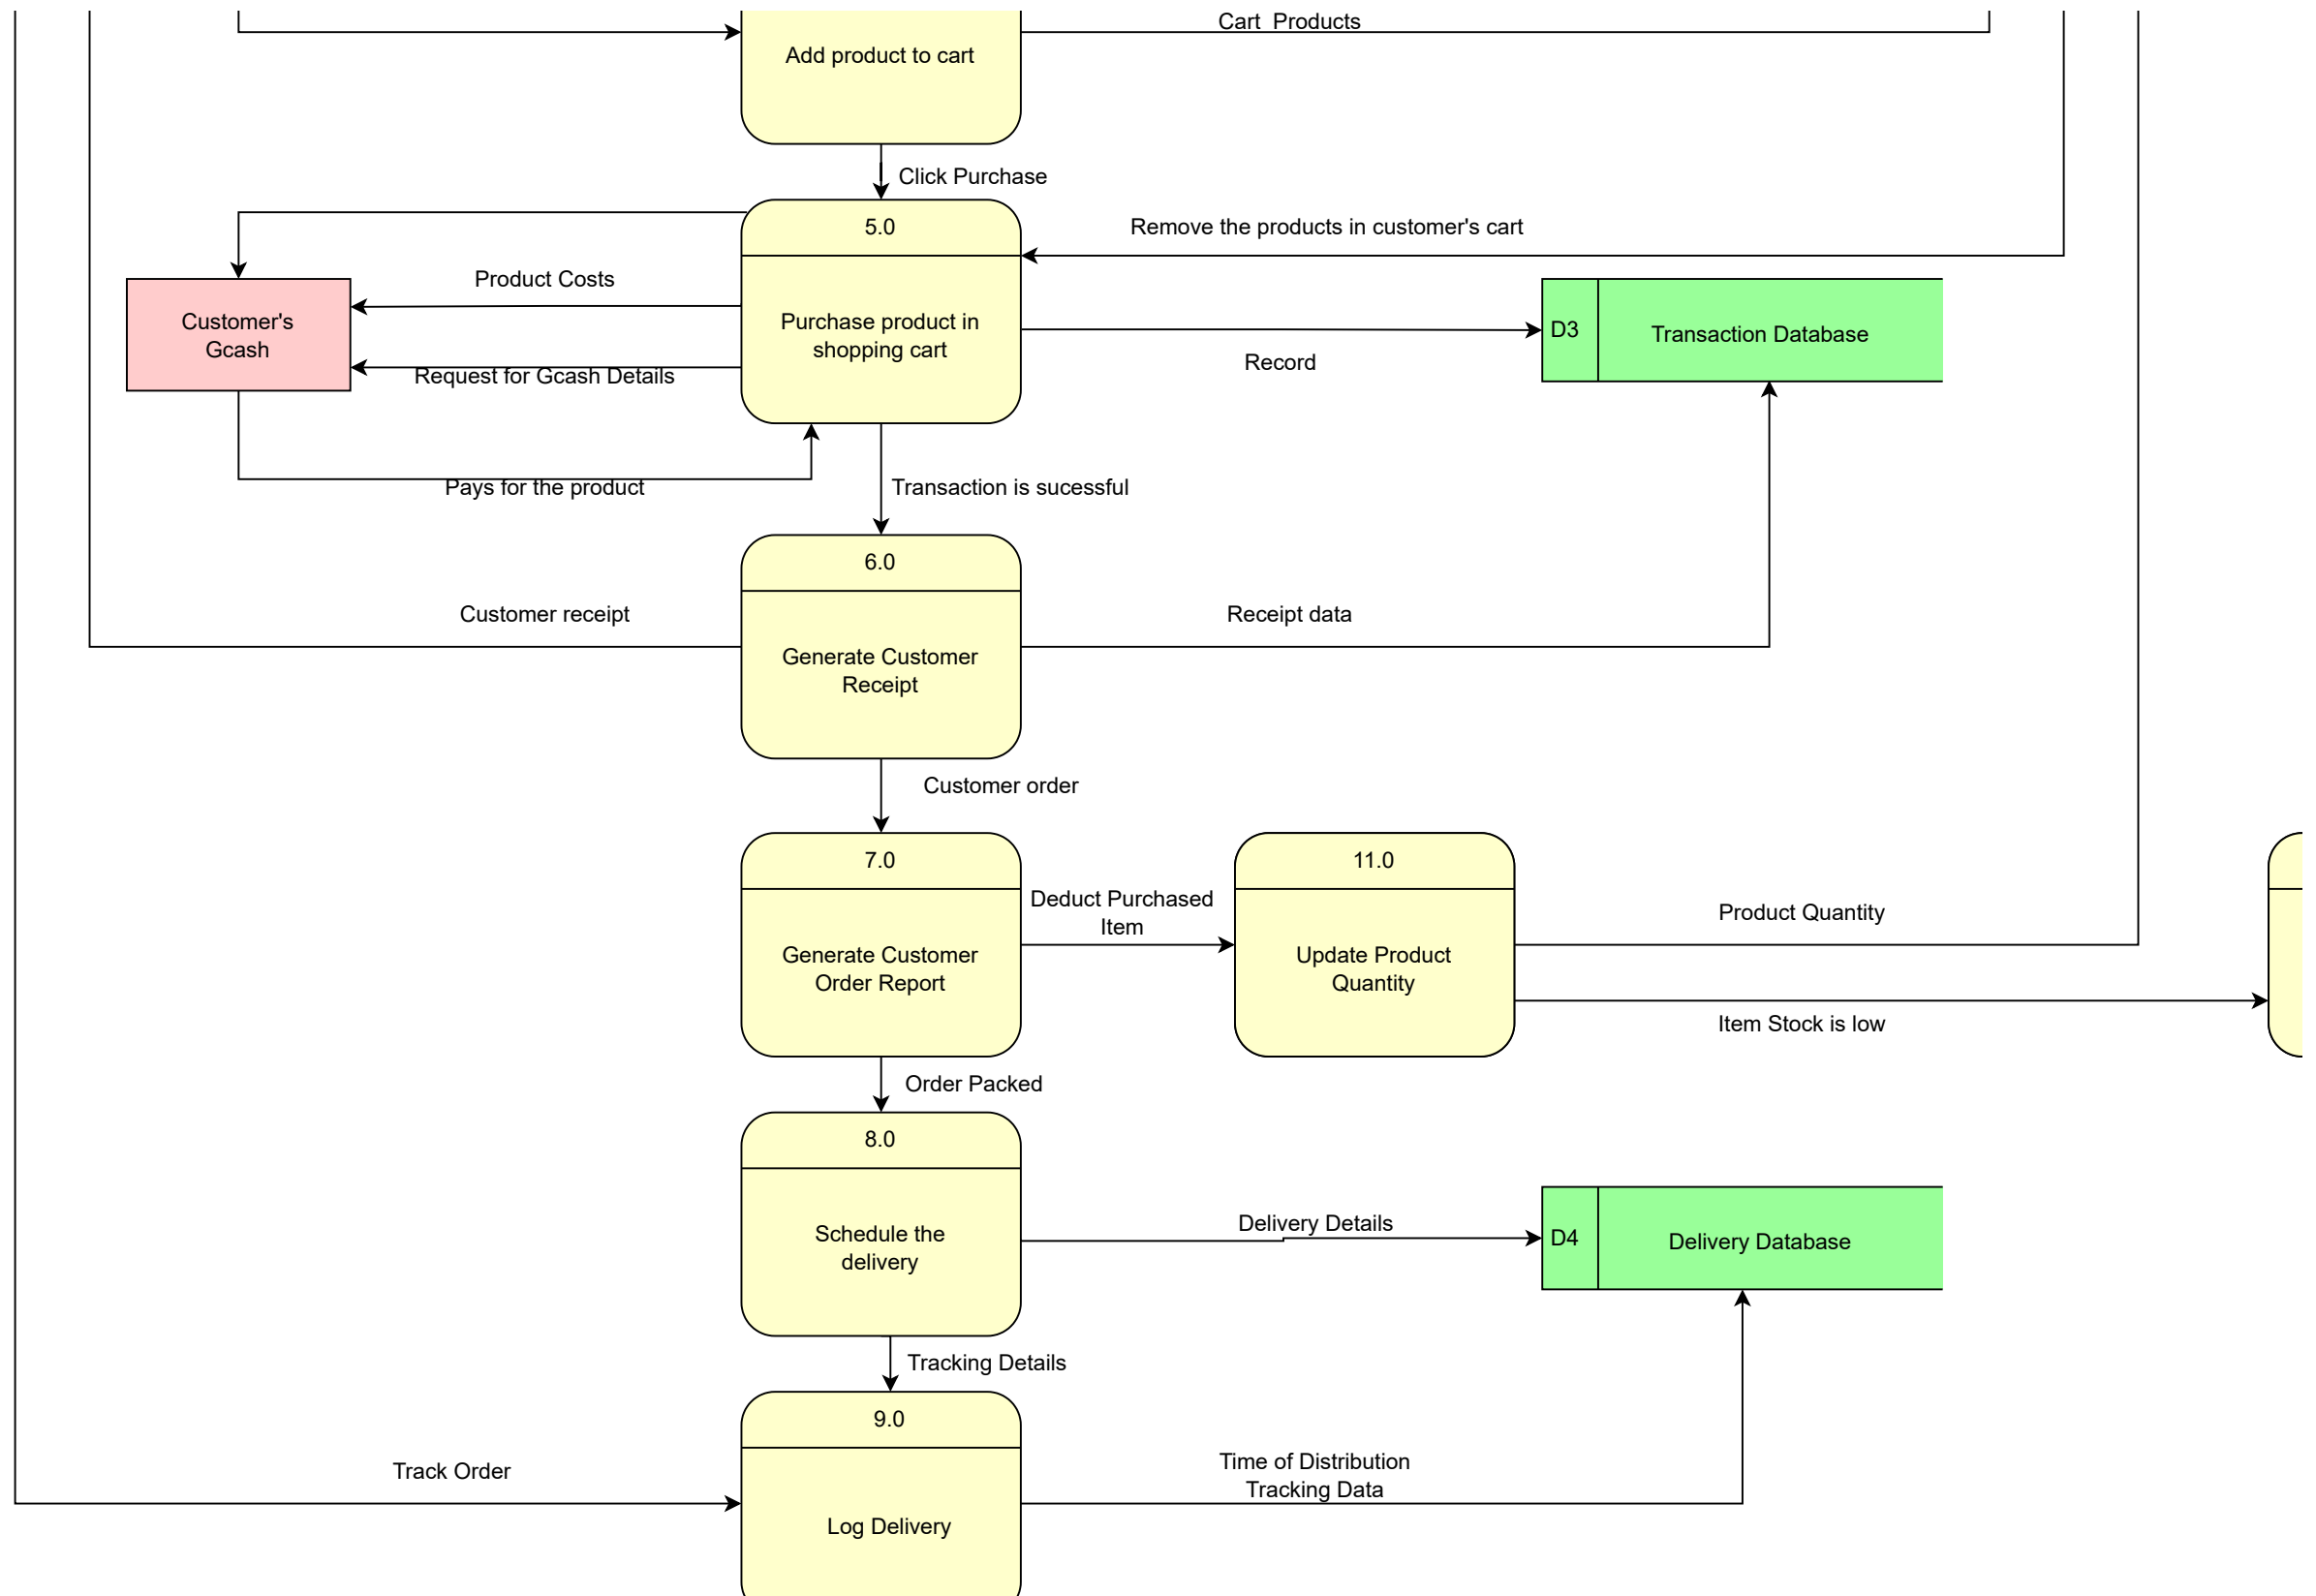 Cart  Products
Add product to cart
Click Purchase
5.0
Remove the products in customer's cart
Product Costs
Customer's
Gcash
Purchase product in
shopping cart
D3
Transaction Database
Record
Request for Gcash Details
Pays for the product
Transaction is sucessful
6.0
Customer receipt
Receipt data
Generate Customer
Receipt
Customer order
7.0
11.0
Deduct Purchased
Item
Product Quantity
Generate Customer
Order Report
Update Product
Quantity
Item Stock is low
Order Packed
8.0
Schedule the
delivery
Delivery Details
D4
Delivery Database
Tracking Details
9.0
Track Order
Time of Distribution
Tracking Data
Log Delivery